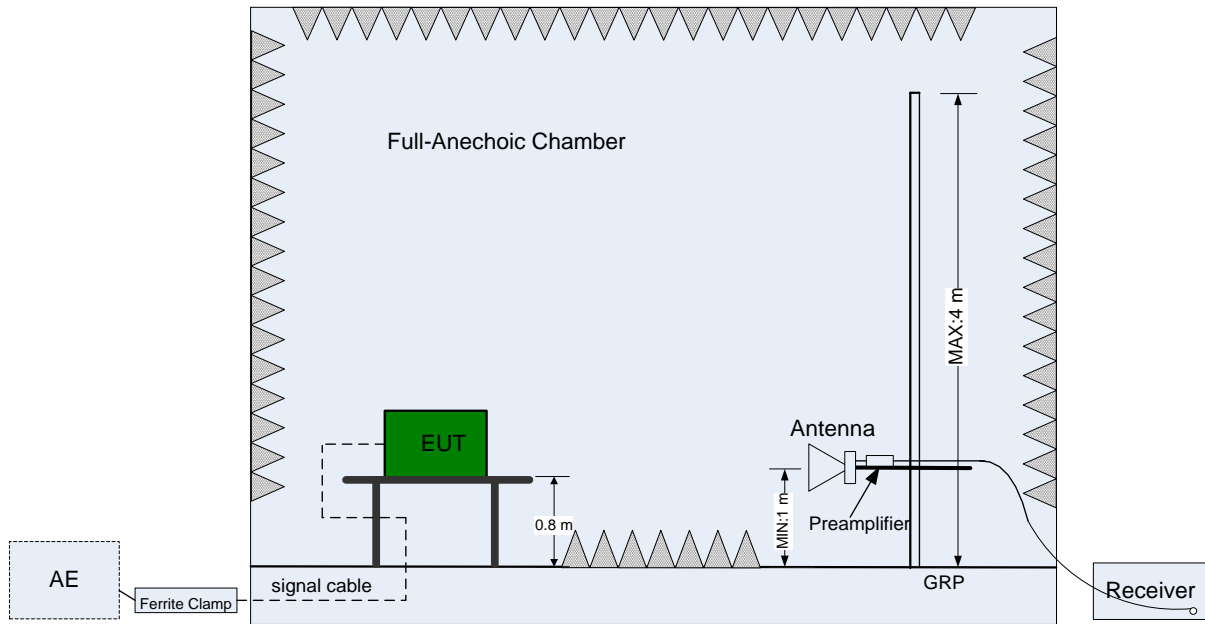 Full-Anechoic Chamber
MAX:4 m
EUT
Antenna
0.8 m
MIN:1 m
Preamplifier
AE
Ferrite Clamp
signal cable
GRP
Receiver